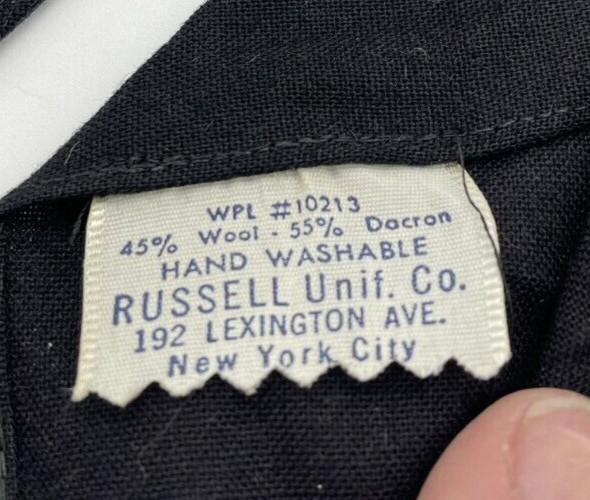 WPL #10213
45% Wool - 55% Dacron
HAND WASHABLE
RUSSELL Unif. Co.
192 LEXINGTON AVE.
New York City